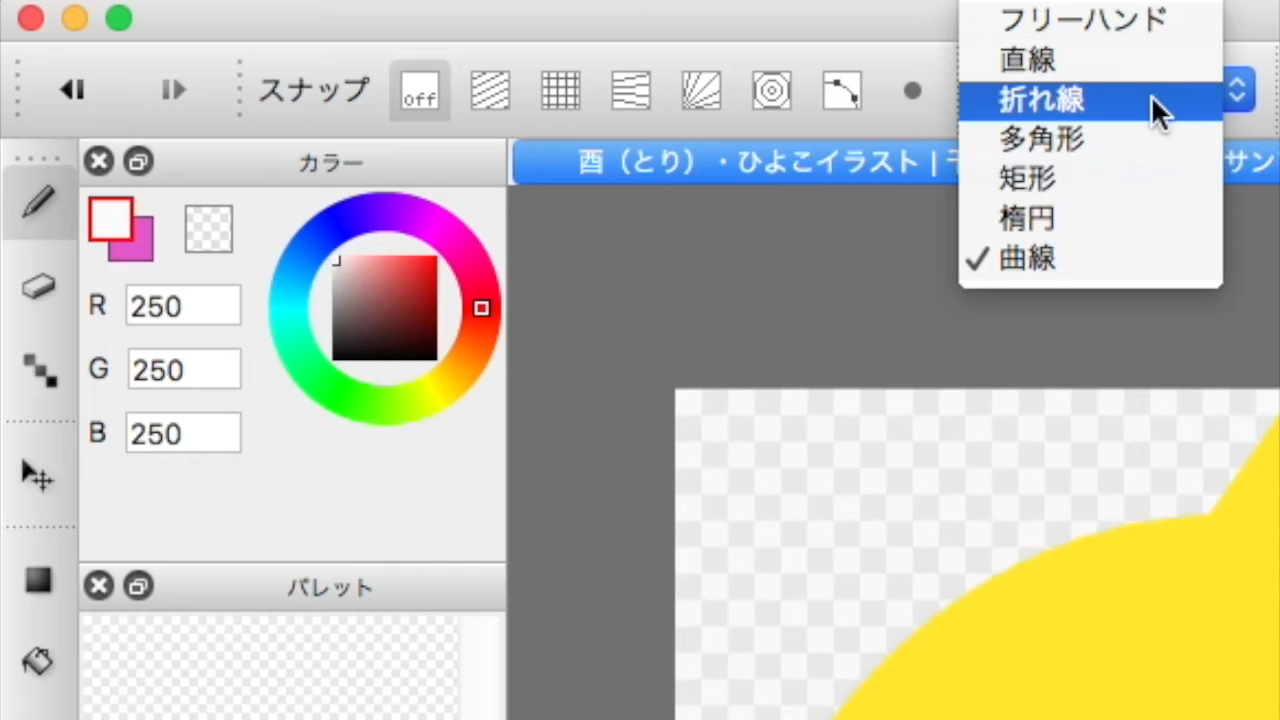 フリーハンド
直線
折れ線
多角形
矩形
楕円
✓ 曲線
スナップ
off
カラー
酉（とり）・ひよこイラスト |
サン
R 250
G 250
B 250
パレット